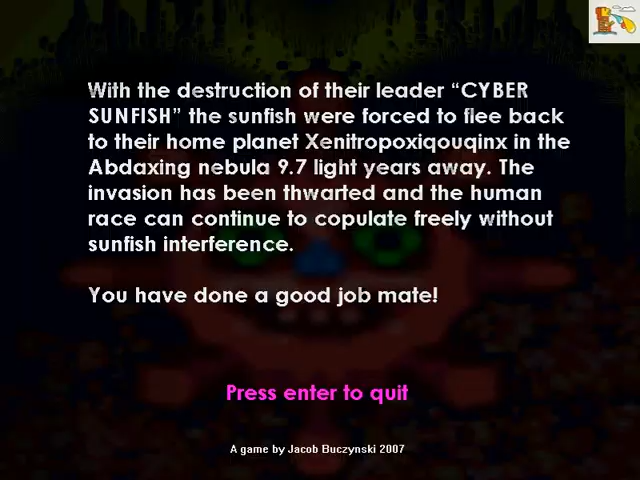 With the destruction of their leader “CYBER
SUNFISH” the sunfish were forced to flee back
to their home planet Xenitropoxiqouqinx in the
Abdaxing nebula 9.7 light years away. The
invasion has been thwarted and the human
race can continue to copulate freely without
sunfish interference.
You have done a good job mate!
Press enter to quit
A game by Jacob Buczynski 2007